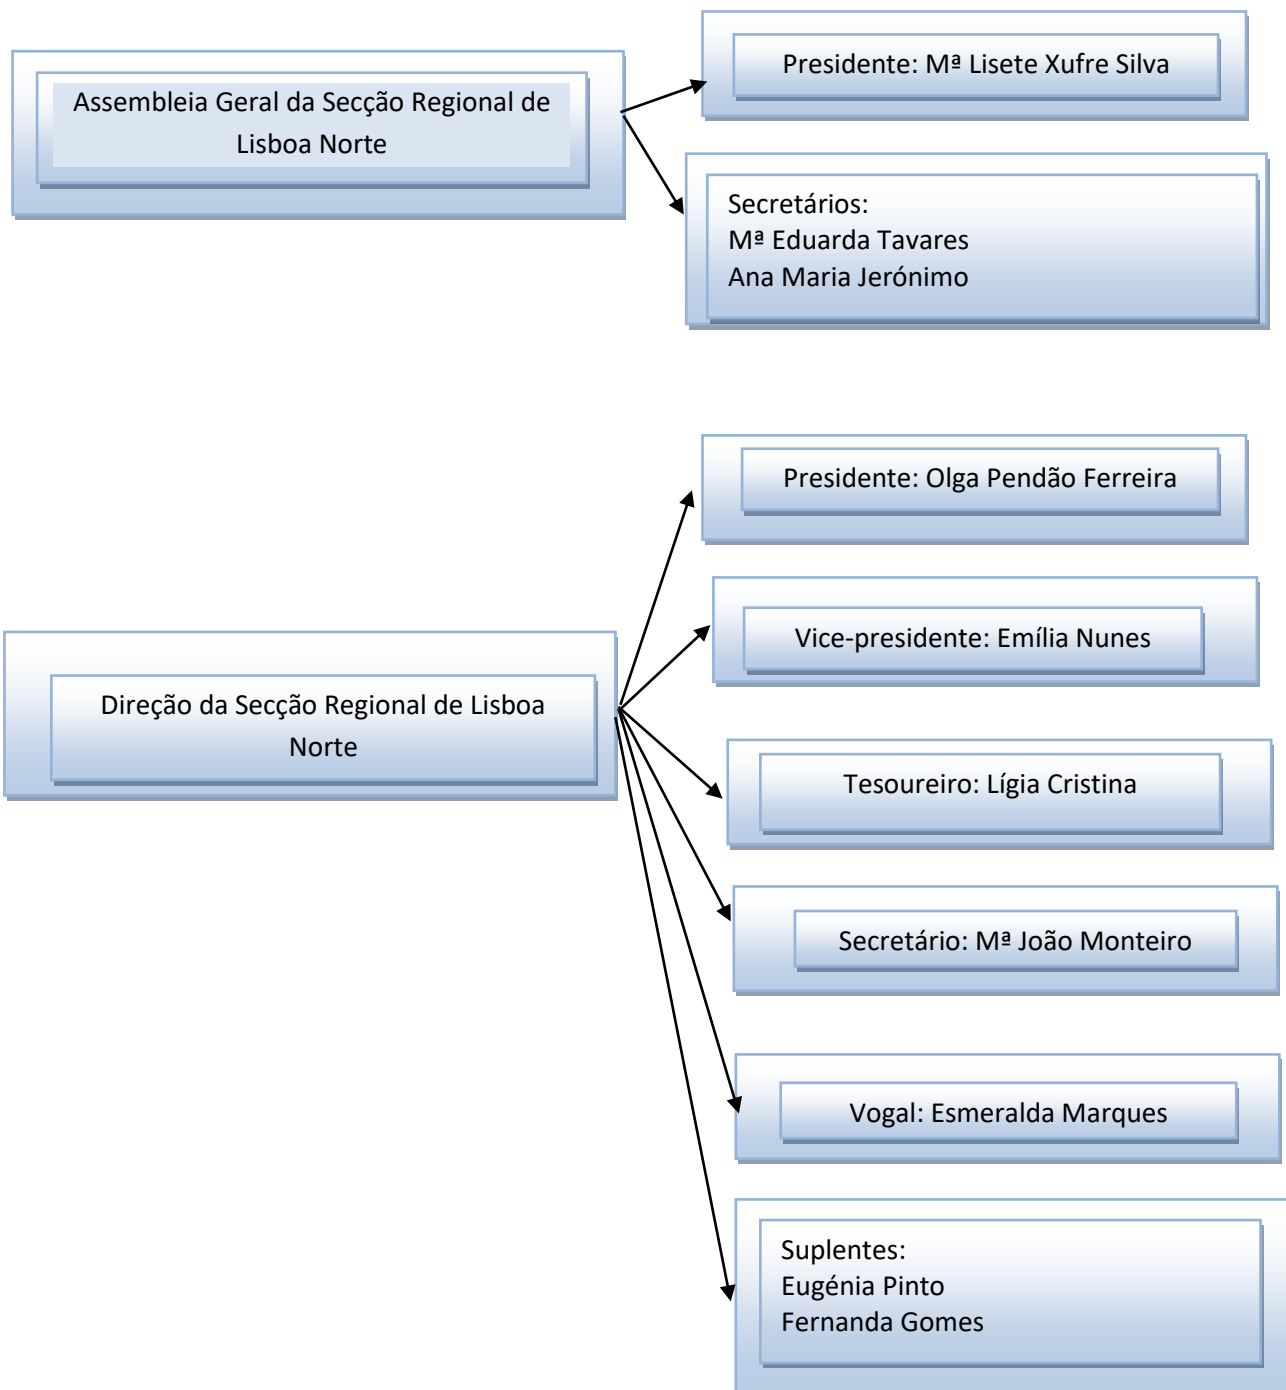 Assembleia Geral da Secção Regional de
Lisboa Norte
Presidente: Mª Lisete Xufre Silva
Secretários:
Mª Eduarda Tavares
Ana Maria Jerónimo
Direção da Secção Regional de Lisboa
Norte
Presidente: Olga Pendão Ferreira
Vice-presidente: Emília Nunes
Tesoureiro: Lígia Cristina
Secretário: Mª João Monteiro
Vogal: Esmeralda Marques
Suplentes:
Eugénia Pinto
Fernanda Gomes